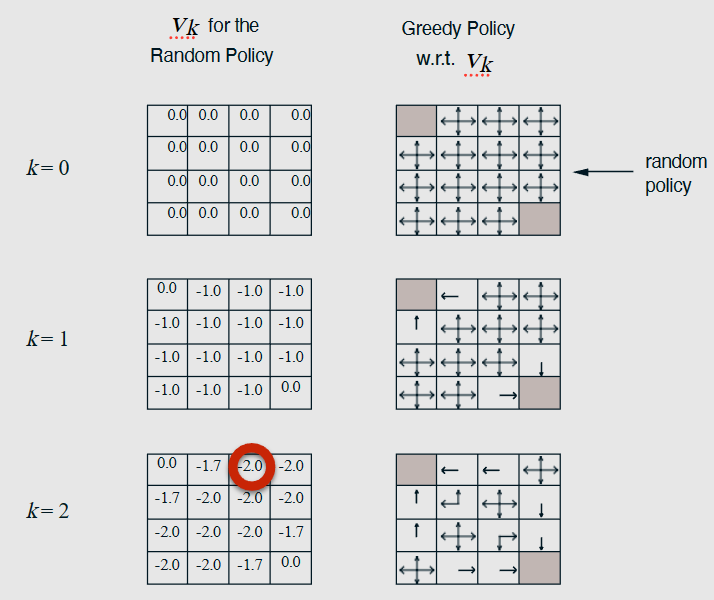 Vk for the
Random Policy
Greedy Policy
w.r.t. Vk
k=0
0.0 0.0 0.0 0.0
0.0 0.0 0.0 0.0
0.0 0.0 0.0 0.0
0.0 0.0 0.0 0.0
random
policy
k=1
0.0 -1.0 -1.0 -1.0
-1.0 -1.0 -1.0 -1.0
-1.0 -1.0 -1.0 -1.0
-1.0 -1.0 -1.0 0.0
k=2
0.0 -1.7 -2.0 -2.0
-1.7 -2.0 -2.0 -2.0
-2.0 -2.0 -2.0 -1.7
-2.0 -2.0 -1.7 0.0